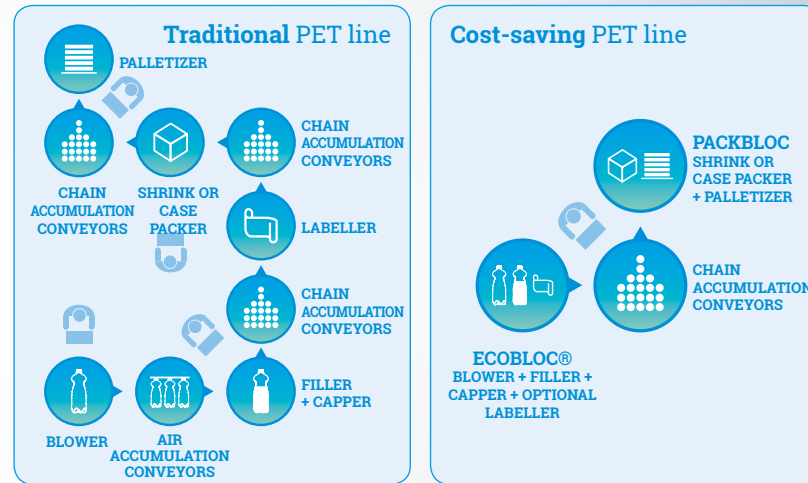 Traditional PET line
PALLETIZER
CHAIN
ACCUMULATION
CONVEYORS
SHRINK OR
CASE
PACKER
CHAIN
ACCUMULATION
CONVEYORS
LABELLER
CHAIN
ACCUMULATION
CONVEYORS
FILLER
+ CAPPER
BLOWER
AIR
ACCUMULATION
CONVEYORS
Cost-saving PET line
PACKBLOC
SHRINK OR
CASE PACKER
+ PALLETIZER
CHAIN
ACCUMULATION
CONVEYORS
ECOBLOC®
BLOWER + FILLER +
CAPPER + OPTIONAL
LABELLER